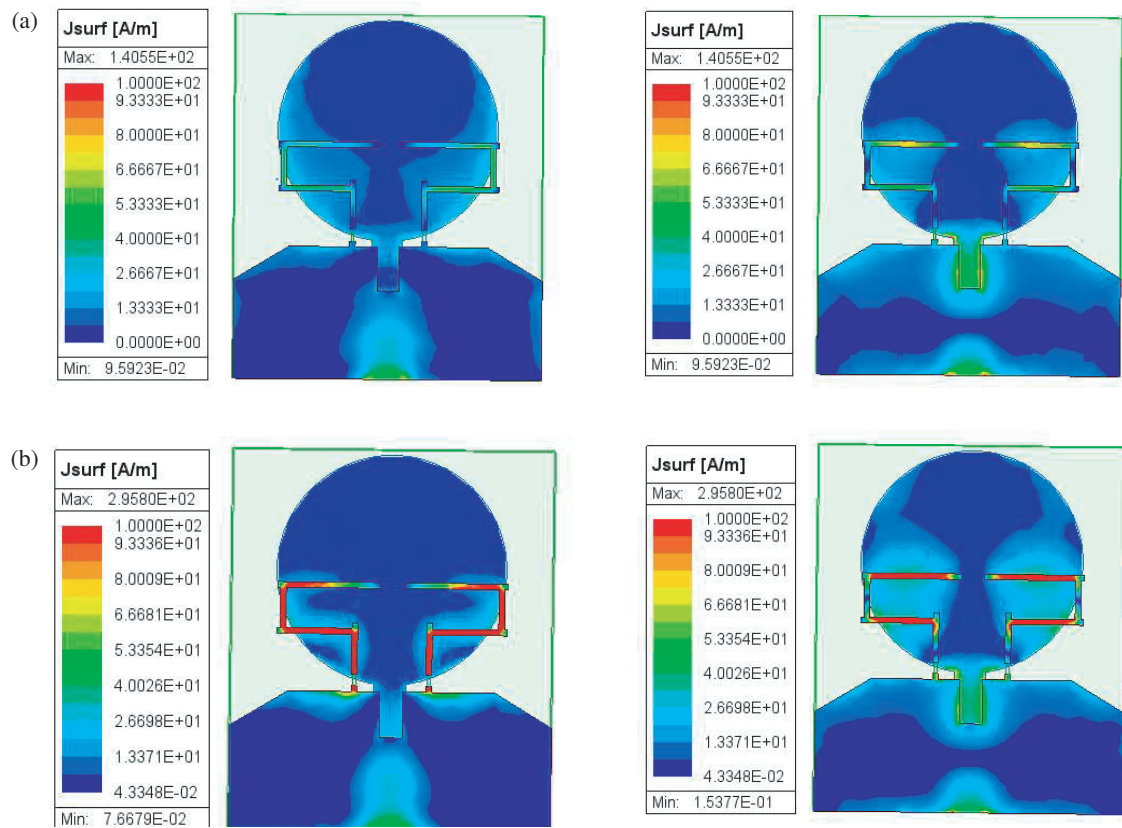 (a)
Jsurf [A/m]
Max: 1.4055E+02
1.0000E+02
9.3333E+01
8.0000E+01
6.6667E+01
5.3333E+01
4.0000E+01
2.6667E+01
1.3333E+01
0.0000E+00
Min: 9.5923E-02
Jsurf [A/m]
Max: 1.4055E+02
1.0000E+02
9.3333E+01
8.0000E+01
6.6667E+01
5.3333E+01
4.0000E+01
2.6667E+01
1.3333E+01
0.0000E+00
Min: 9.5923E-02
(b)
Jsurf [A/m]
Max: 2.9580E+02
1.0000E+02
9.3336E+01
8.0009E+01
6.6681E+01
5.3354E+01
4.0026E+01
2.6698E+01
1.3371E+01
4.3348E-02
Min: 7.6679E-02
Jsurf [A/m]
Max: 2.9580E+02
1.0000E+02
9.3336E+01
8.0009E+01
6.6681E+01
5.3354E+01
4.0026E+01
2.6698E+01
1.3371E+01
4.3348E-02
Min: 1.5377E-01